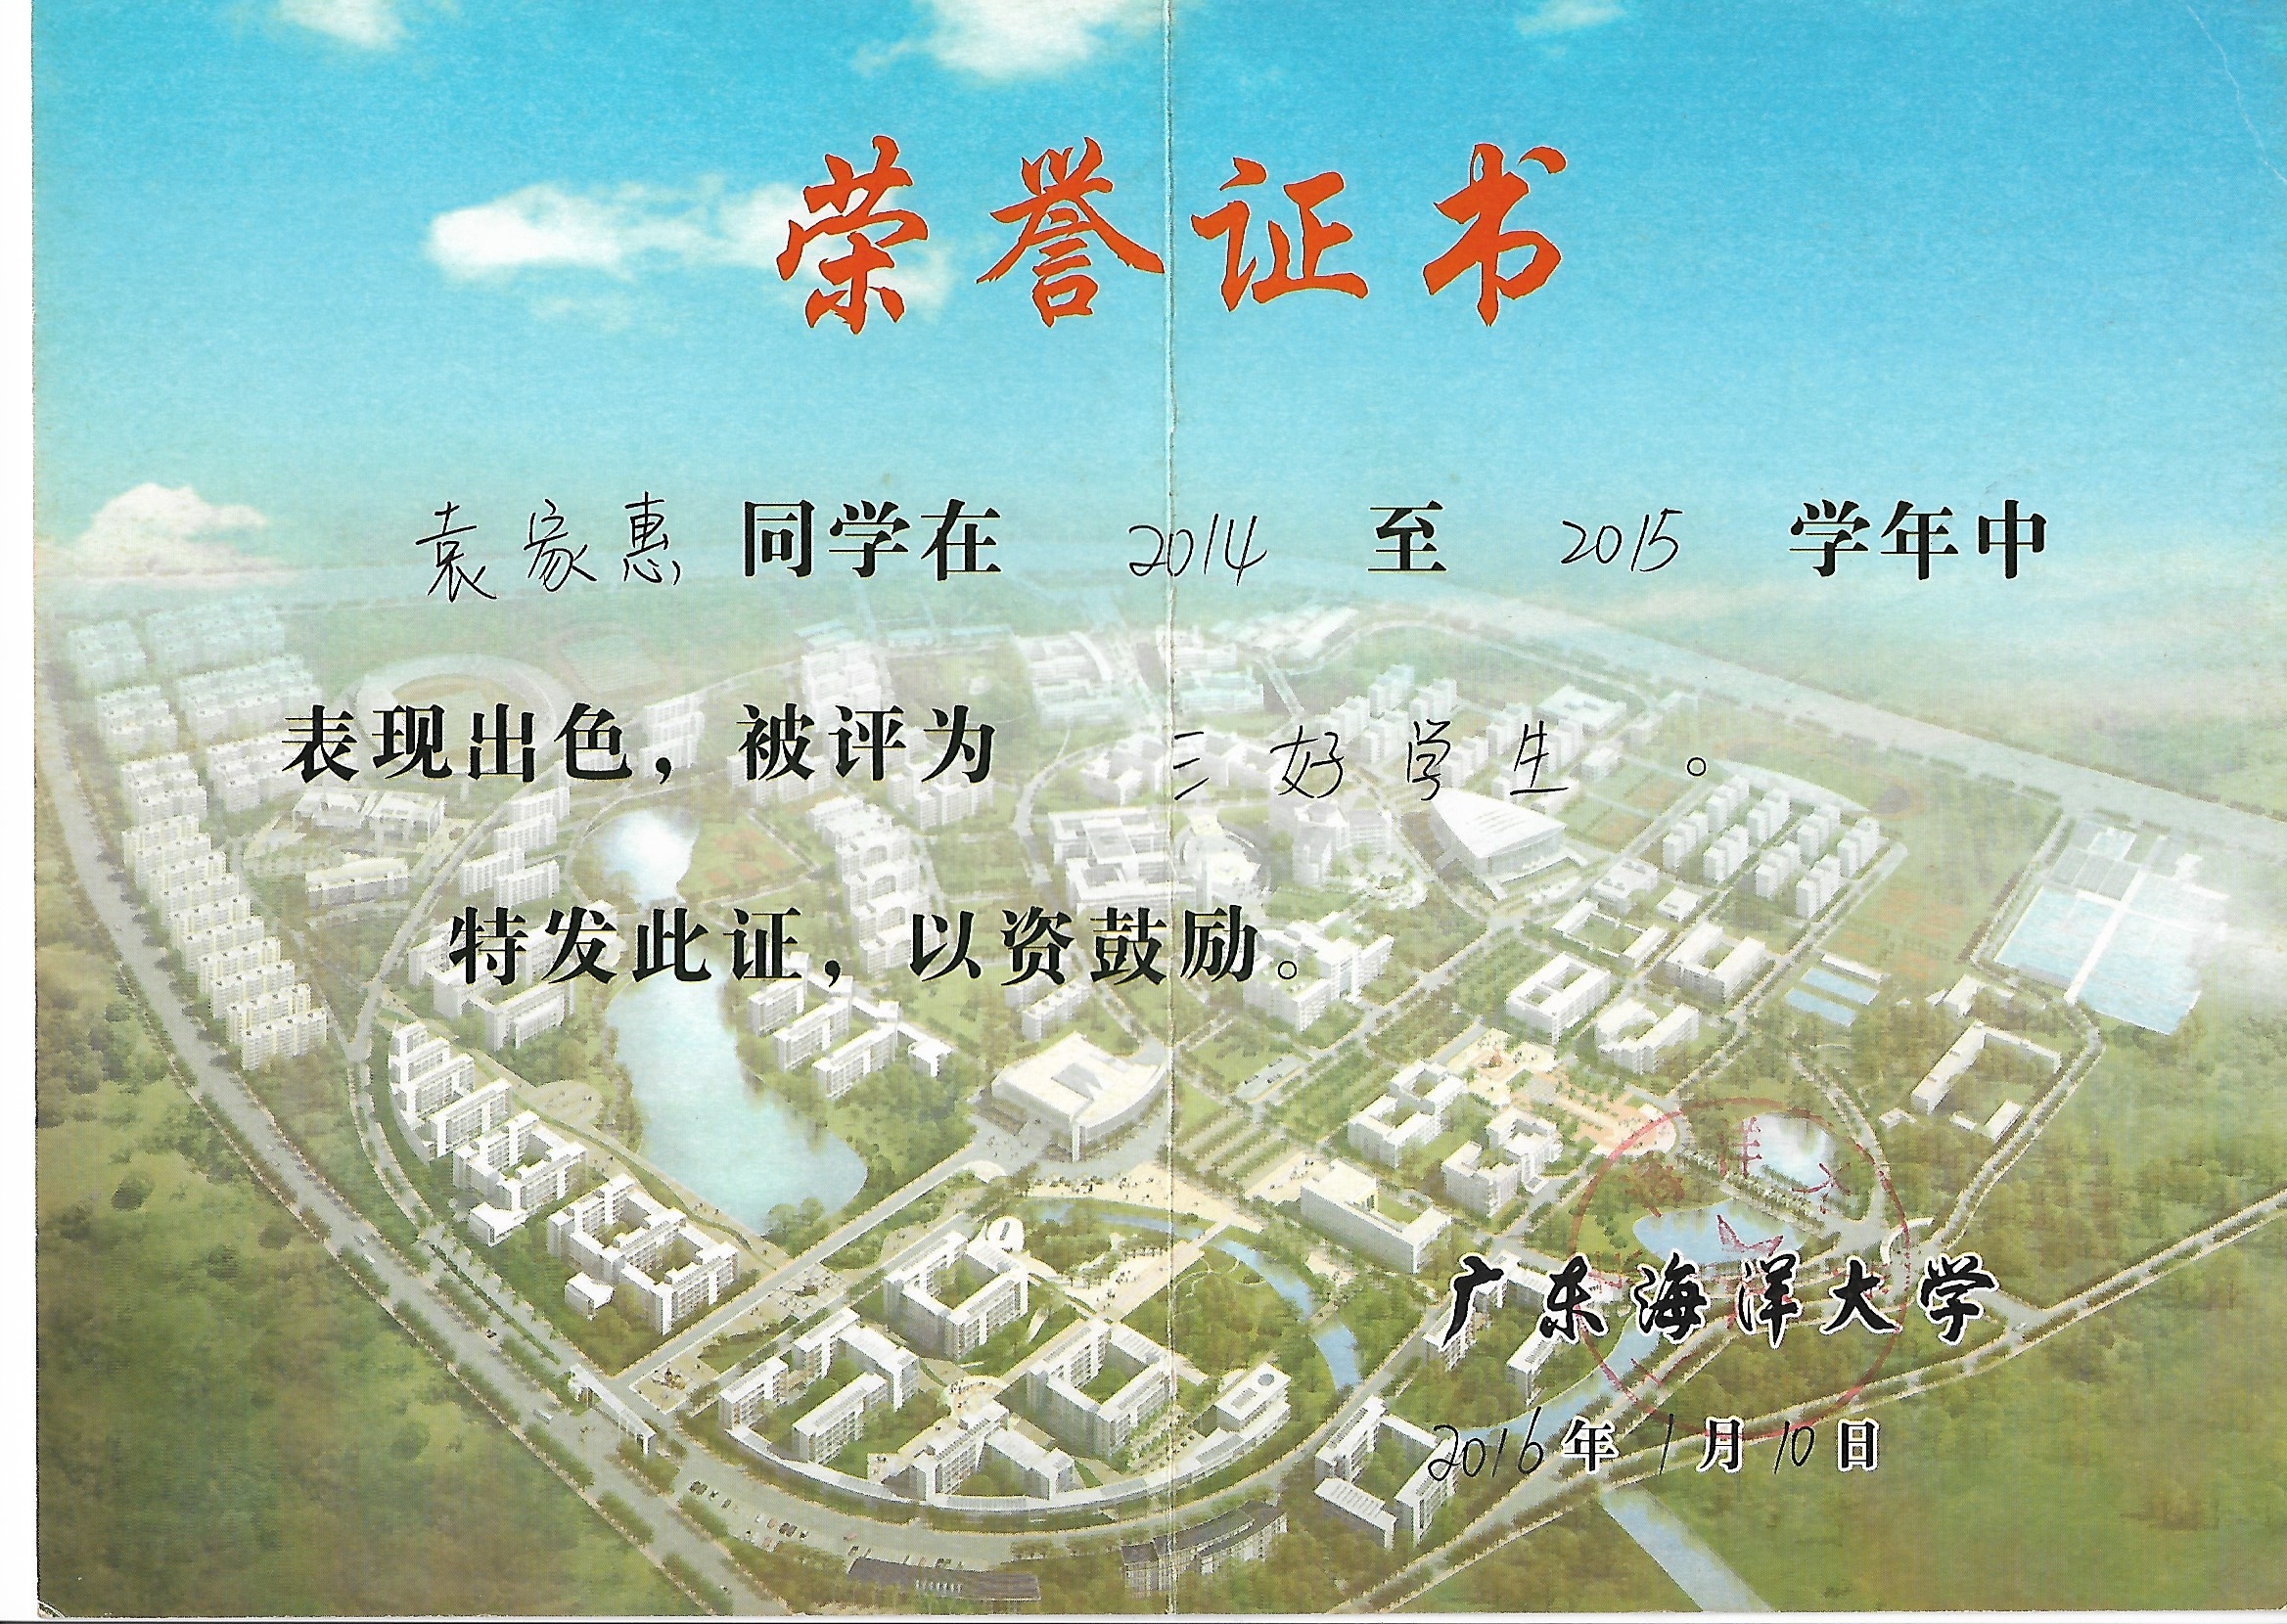 荣誉证书
袁家惠同学在 2014 至 2015 学年中
表现出色，被评为 三好学生 。
特发此证，以资鼓励。
广东海洋大学
2016年1月10日